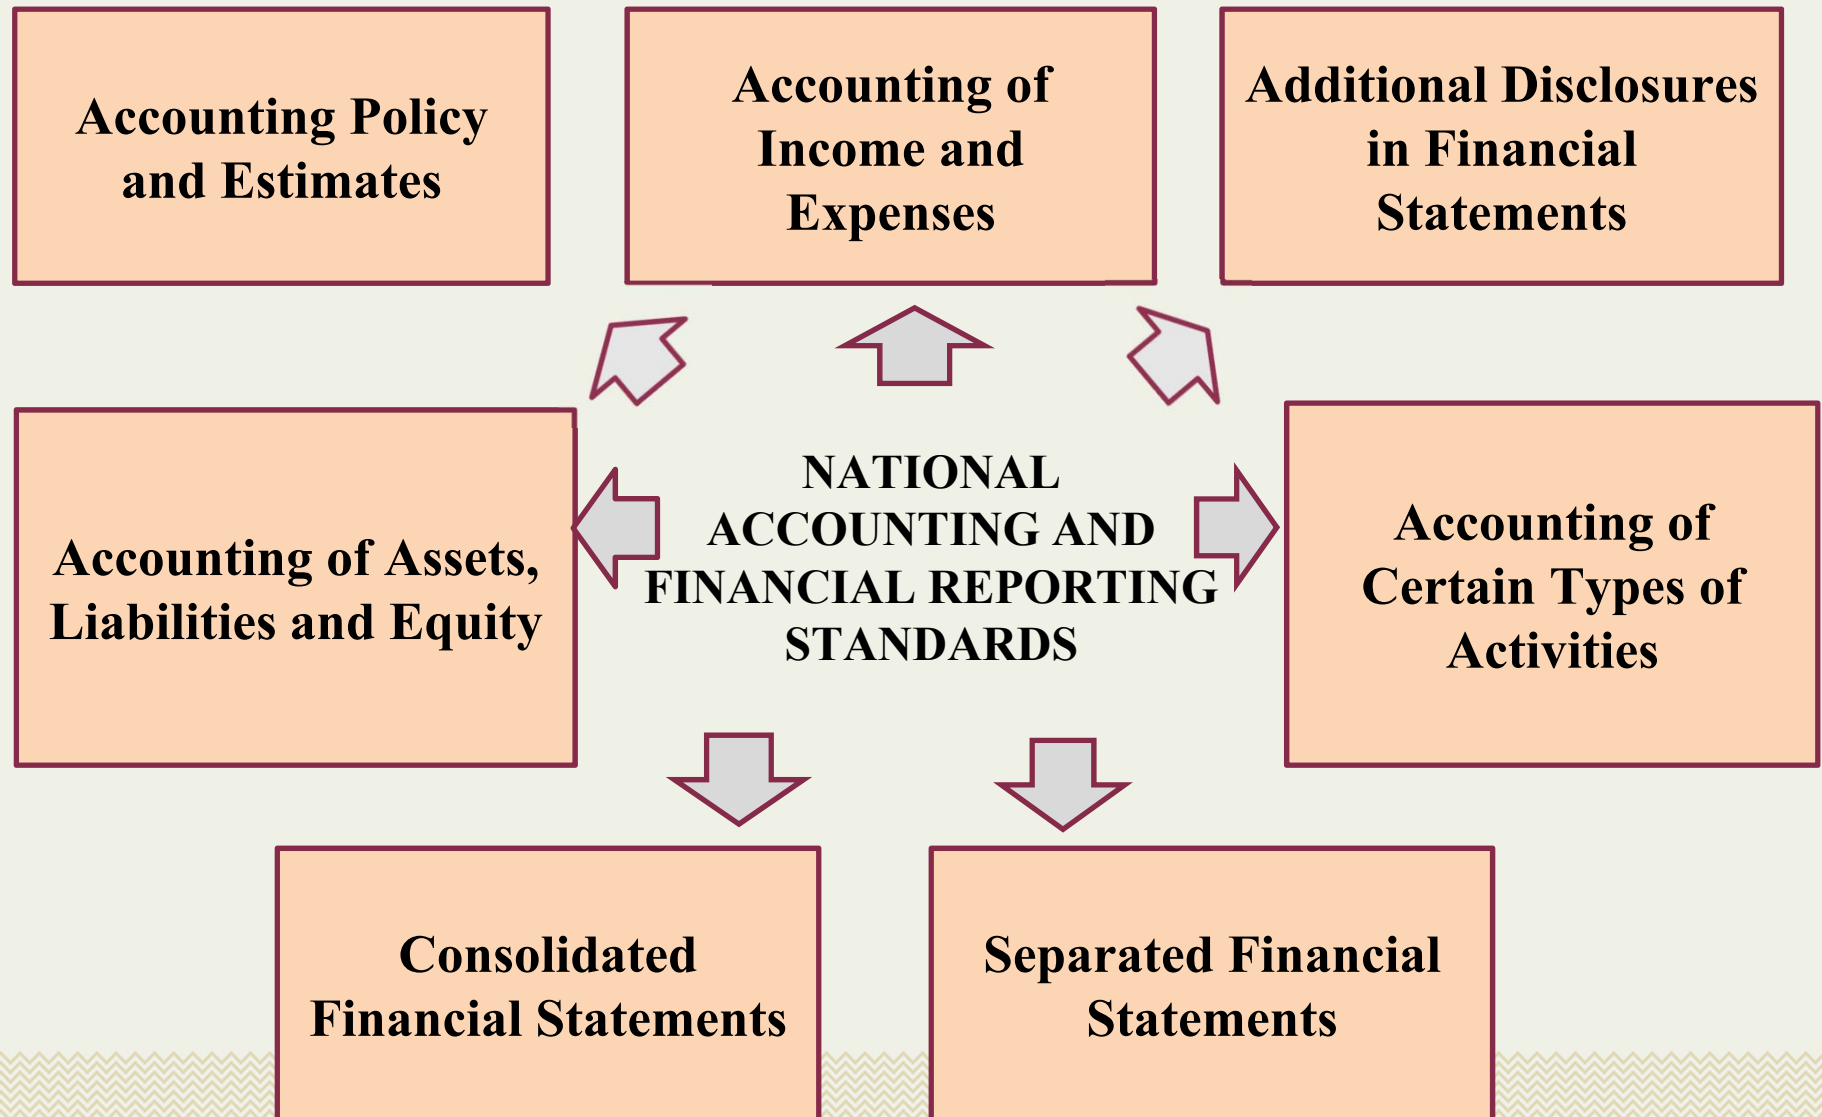 Accounting Policy
and Estimates
Accounting of
Income and
Expenses
Additional Disclosures
in Financial
Statements
Accounting of Assets,
Liabilities and Equity
NATIONAL
ACCOUNTING AND
FINANCIAL REPORTING
STANDARDS
Accounting of
Certain Types of
Activities
Consolidated
Financial Statements
Separated Financial
Statements